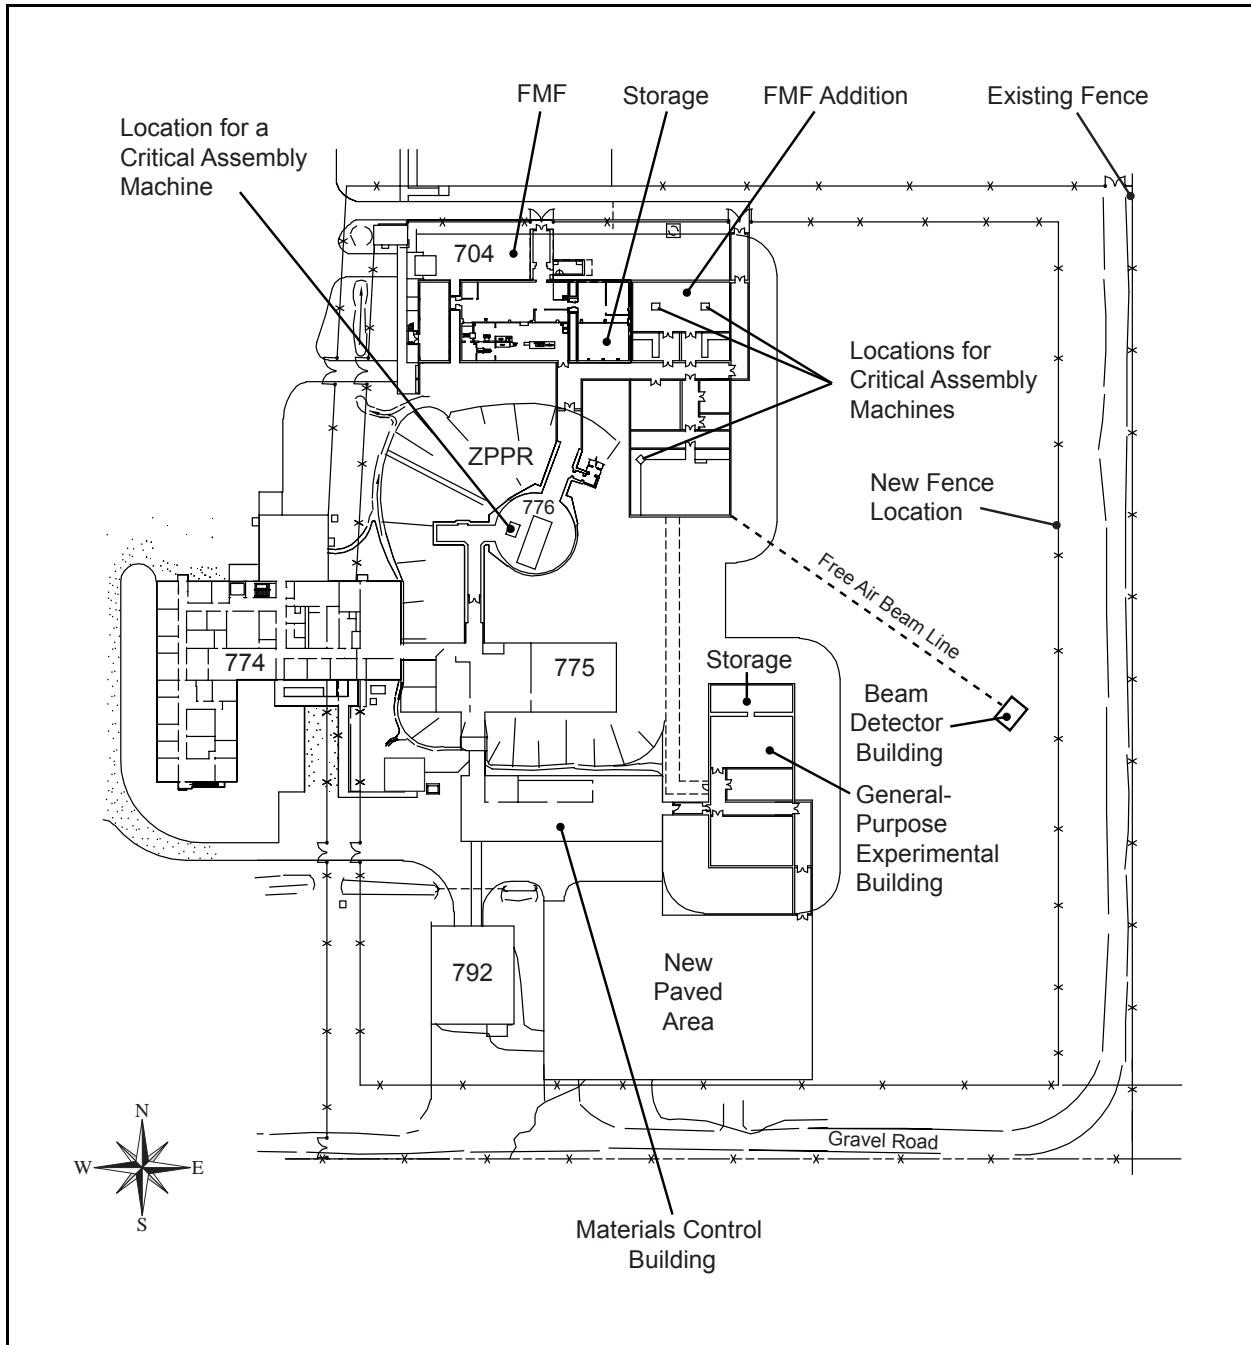 FMF
Storage
FMF Addition
Existing Fence
Location for a
Critical Assembly
Machine
704
Locations for
Critical Assembly
Machines
ZPPR
776
New Fence
Location
Free Air Beam Line
774
775
Storage
Beam
Detector
Building
General-
Purpose
Experimental
Building
792
New
Paved
Area
Gravel Road
N
W
E
S
Materials Control
Building